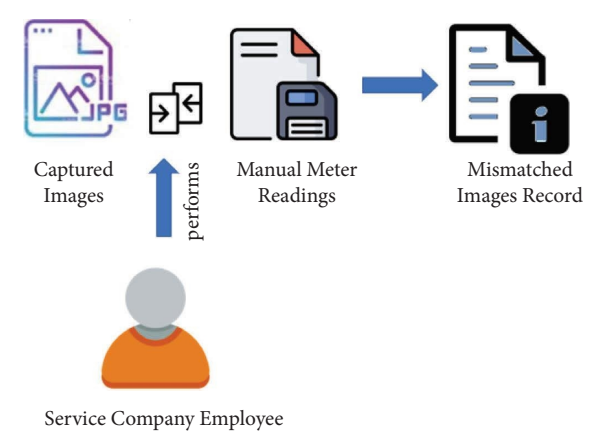 JPG
i
Captured
Images
Manual Meter
Readings
Mismatched
Images Record
performs
Service Company Employee